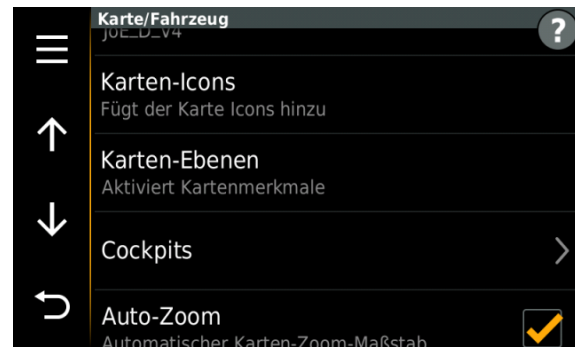 Karte/Fahrzeug
?
joE_D_V4
Karten-Icons
Fügt der Karte Icons hinzu
Karten-Ebenen
Aktiviert Kartenmerkmale
Cockpits
Auto-Zoom
Automatischer Karten-Zoom-Maßstab